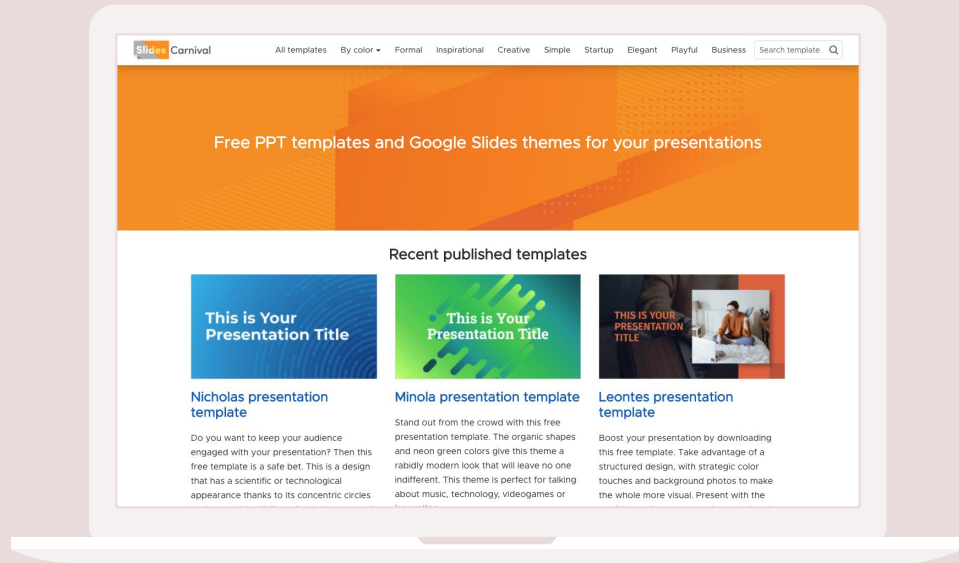 Slides Carnival
All templates By color Formal Inspirational Creative Simple Startup Elegant Playful Business Search template
Free PPT templates and Google Slides themes for your presentations
Recent published templates
This is Your
Presentation Title
This is Your
Presentation Title
THIS IS YOUR
PRESENTATION
TITLE
Nicholas presentation
template
Do you want to keep your audience
engaged with your presentation? Then this
free template is a safe bet. This is a design
that has a scientific or technological
appearance thanks to its concentric circles
Minola presentation template
Stand out from the crowd with this free
presentation template. The organic shapes
and neon green colors give this theme a
rabidly modern look that will leave no one
indifferent. This theme is perfect for talking
about music, technology, videogames or
Leontes presentation
template
Boost your presentation by downloading
this free template. Take advantage of a
structured design, with strategic color
touches and background photos to make
the whole more visual. Present with the